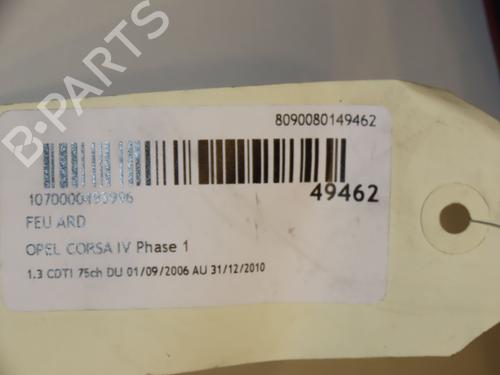 B-PARTS
8090080149462
49462
FEU ARD
OPEL CORSA IV Phase 1
1.3 CDTI 75ch DU 01/09/2006 AU 31/12/2010